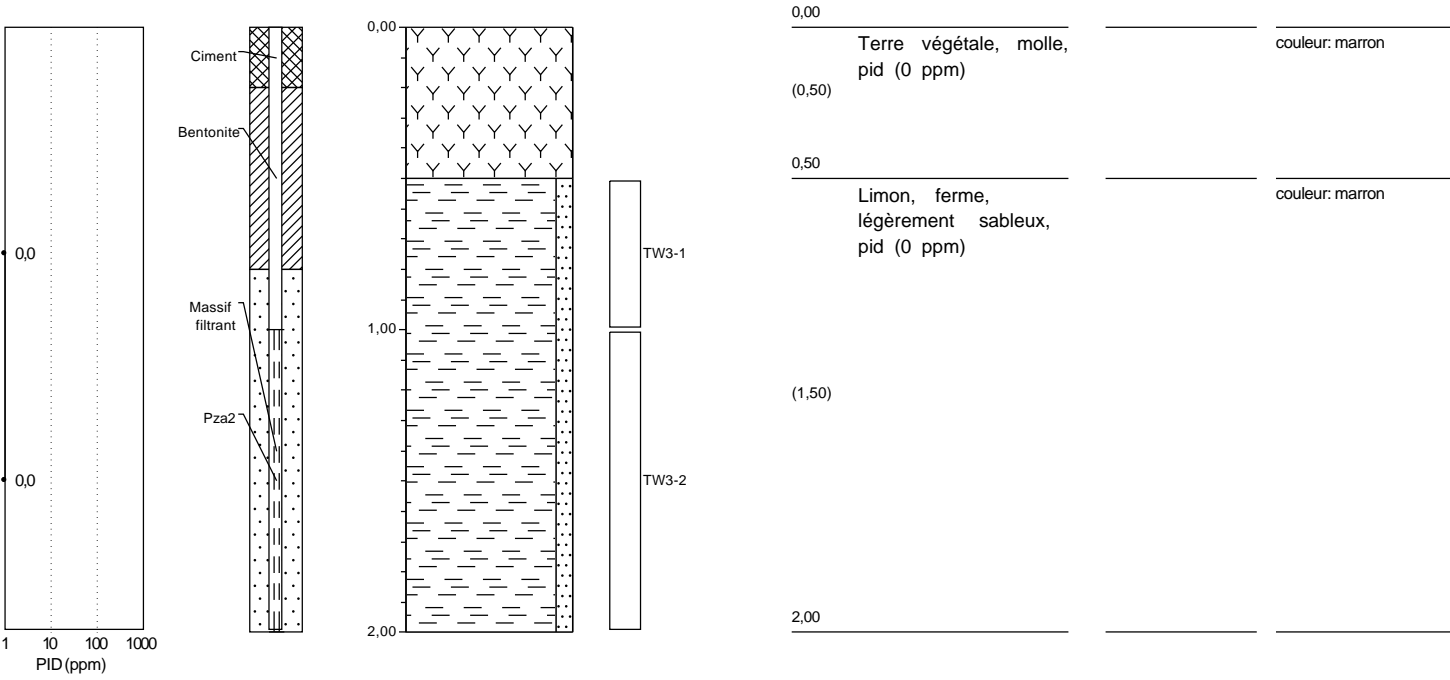 0,0
0,0
1 10 100 1000
PID (ppm)
Ciment
Bentonite
Massif
filtrant
Pza2
0,00
1,00
2,00
TW3-1
TW3-2
0,00
Terre végétale, molle,
pid (0 ppm)
couleur: marron
(0,50)
0,50
Limon, ferme,
légèrement sableux,
pid (0 ppm)
couleur: marron
(1,50)
2,00